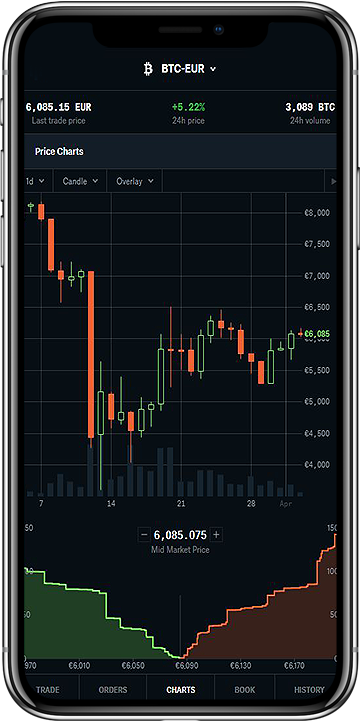 BTC-EUR
6,085.15 EUR +5.22% 3,089 BTC
Last trade price 24h price 24h volume
Price Charts
1d Candle Overlay
€8,000
€7,500
€7,000
€6,500
€6,085
€5,500
€5,000
€4,500
€4,000
7 14 21 28 Apr
6,085.075
Mid Market Price
50 150
100 100
50 50
970 €6,010 €6,050 €6,090 €6,130 €6,170
TRADE ORDERS CHARTS BOOK HISTORY